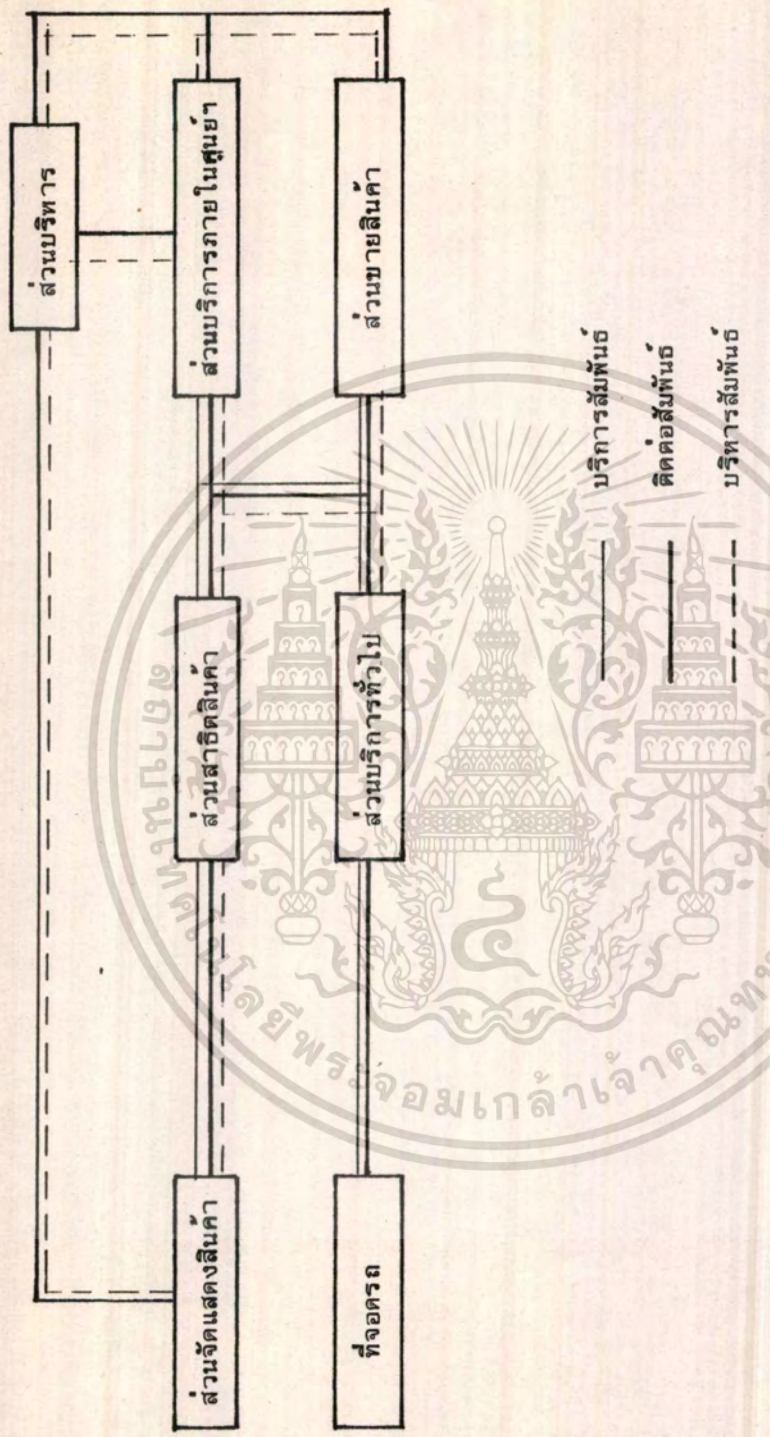 ส่วนบริหาร
ส่วนจัดแสดงสินค้า
ส่วนสาธิตสินค้า
ส่วนบริการภายในศูนย์ฯ
ที่จอดรถ
ส่วนบริการทั่วไป
ส่วนขายสินค้า
บริการสัมพันธ์
ติดต่อสัมพันธ์
บริหารสัมพันธ์